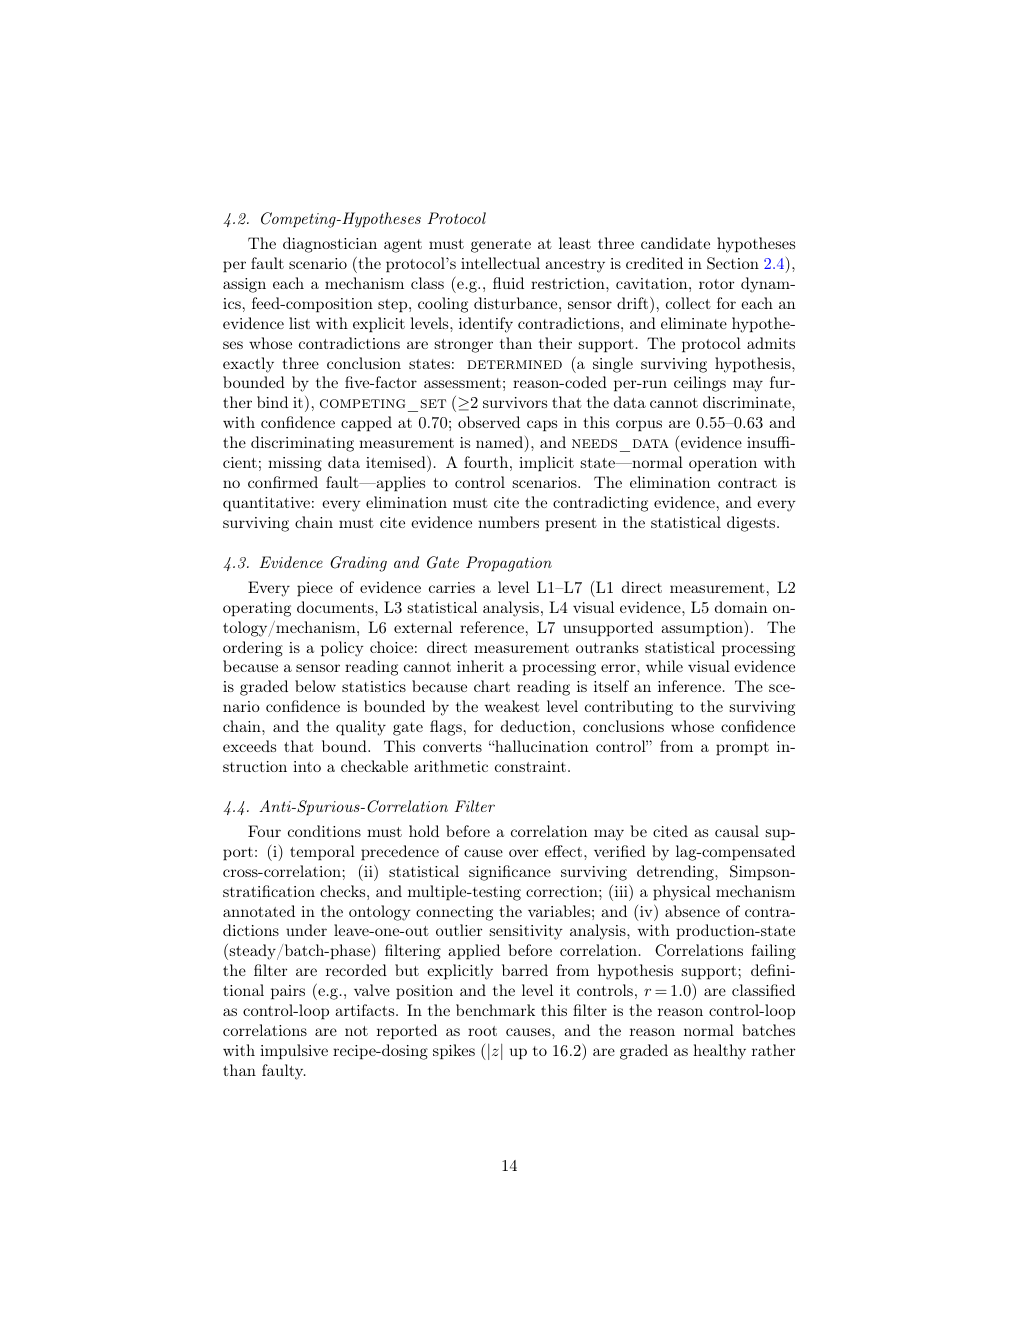 4.2. Competing-Hypotheses Protocol
The diagnostician agent must generate at least three candidate hypotheses
per fault scenario (the protocol's intellectual ancestry is credited in Section 2.4),
assign each a mechanism class (e.g., fluid restriction, cavitation, rotor dynam-
ics, feed-composition step, cooling disturbance, sensor drift), collect for each an
evidence list with explicit levels, identify contradictions, and eliminate hypothe-
ses whose contradictions are stronger than their support. The protocol admits
exactly three conclusion states: DETERMINED (a single surviving hypothesis,
bounded by the five-factor assessment; reason-coded per-run ceilings may fur-
ther bind it), COMPETING_SET (≥2 survivors that the data cannot discriminate,
with confidence capped at 0.70; observed caps in this corpus are 0.55–0.63 and
the discriminating measurement is named), and NEEDS_DATA (evidence insuffi-
cient; missing data itemised). A fourth, implicit state—normal operation with
no confirmed fault—applies to control scenarios. The elimination contract is
quantitative: every elimination must cite the contradicting evidence, and every
surviving chain must cite evidence numbers present in the statistical digests.
4.3. Evidence Grading and Gate Propagation
Every piece of evidence carries a level L1–L7 (L1 direct measurement, L2
operating documents, L3 statistical analysis, L4 visual evidence, L5 domain on-
tology/mechanism, L6 external reference, L7 unsupported assumption). The
ordering is a policy choice: direct measurement outranks statistical processing
because a sensor reading cannot inherit a processing error, while visual evidence
is graded below statistics because chart reading is itself an inference. The sce-
nario confidence is bounded by the weakest level contributing to the surviving
chain, and the quality gate flags, for deduction, conclusions whose confidence
exceeds that bound. This converts “hallucination control” from a prompt in-
struction into a checkable arithmetic constraint.
4.4. Anti-Spurious-Correlation Filter
Four conditions must hold before a correlation may be cited as causal sup-
port: (i) temporal precedence of cause over effect, verified by lag-compensated
cross-correlation; (ii) statistical significance surviving detrending, Simpson-
stratification checks, and multiple-testing correction; (iii) a physical mechanism
annotated in the ontology connecting the variables; and (iv) absence of contra-
dictions under leave-one-out outlier sensitivity analysis, with production-state
(steady/batch-phase) filtering applied before correlation. Correlations failing
the filter are recorded but explicitly barred from hypothesis support; defini-
tional pairs (e.g., valve position and the level it controls, r = 1.0) are classified
as control-loop artifacts. In the benchmark this filter is the reason control-loop
correlations are not reported as root causes, and the reason normal batches
with impulsive recipe-dosing spikes (|z| up to 16.2) are graded as healthy rather
than faulty.
14